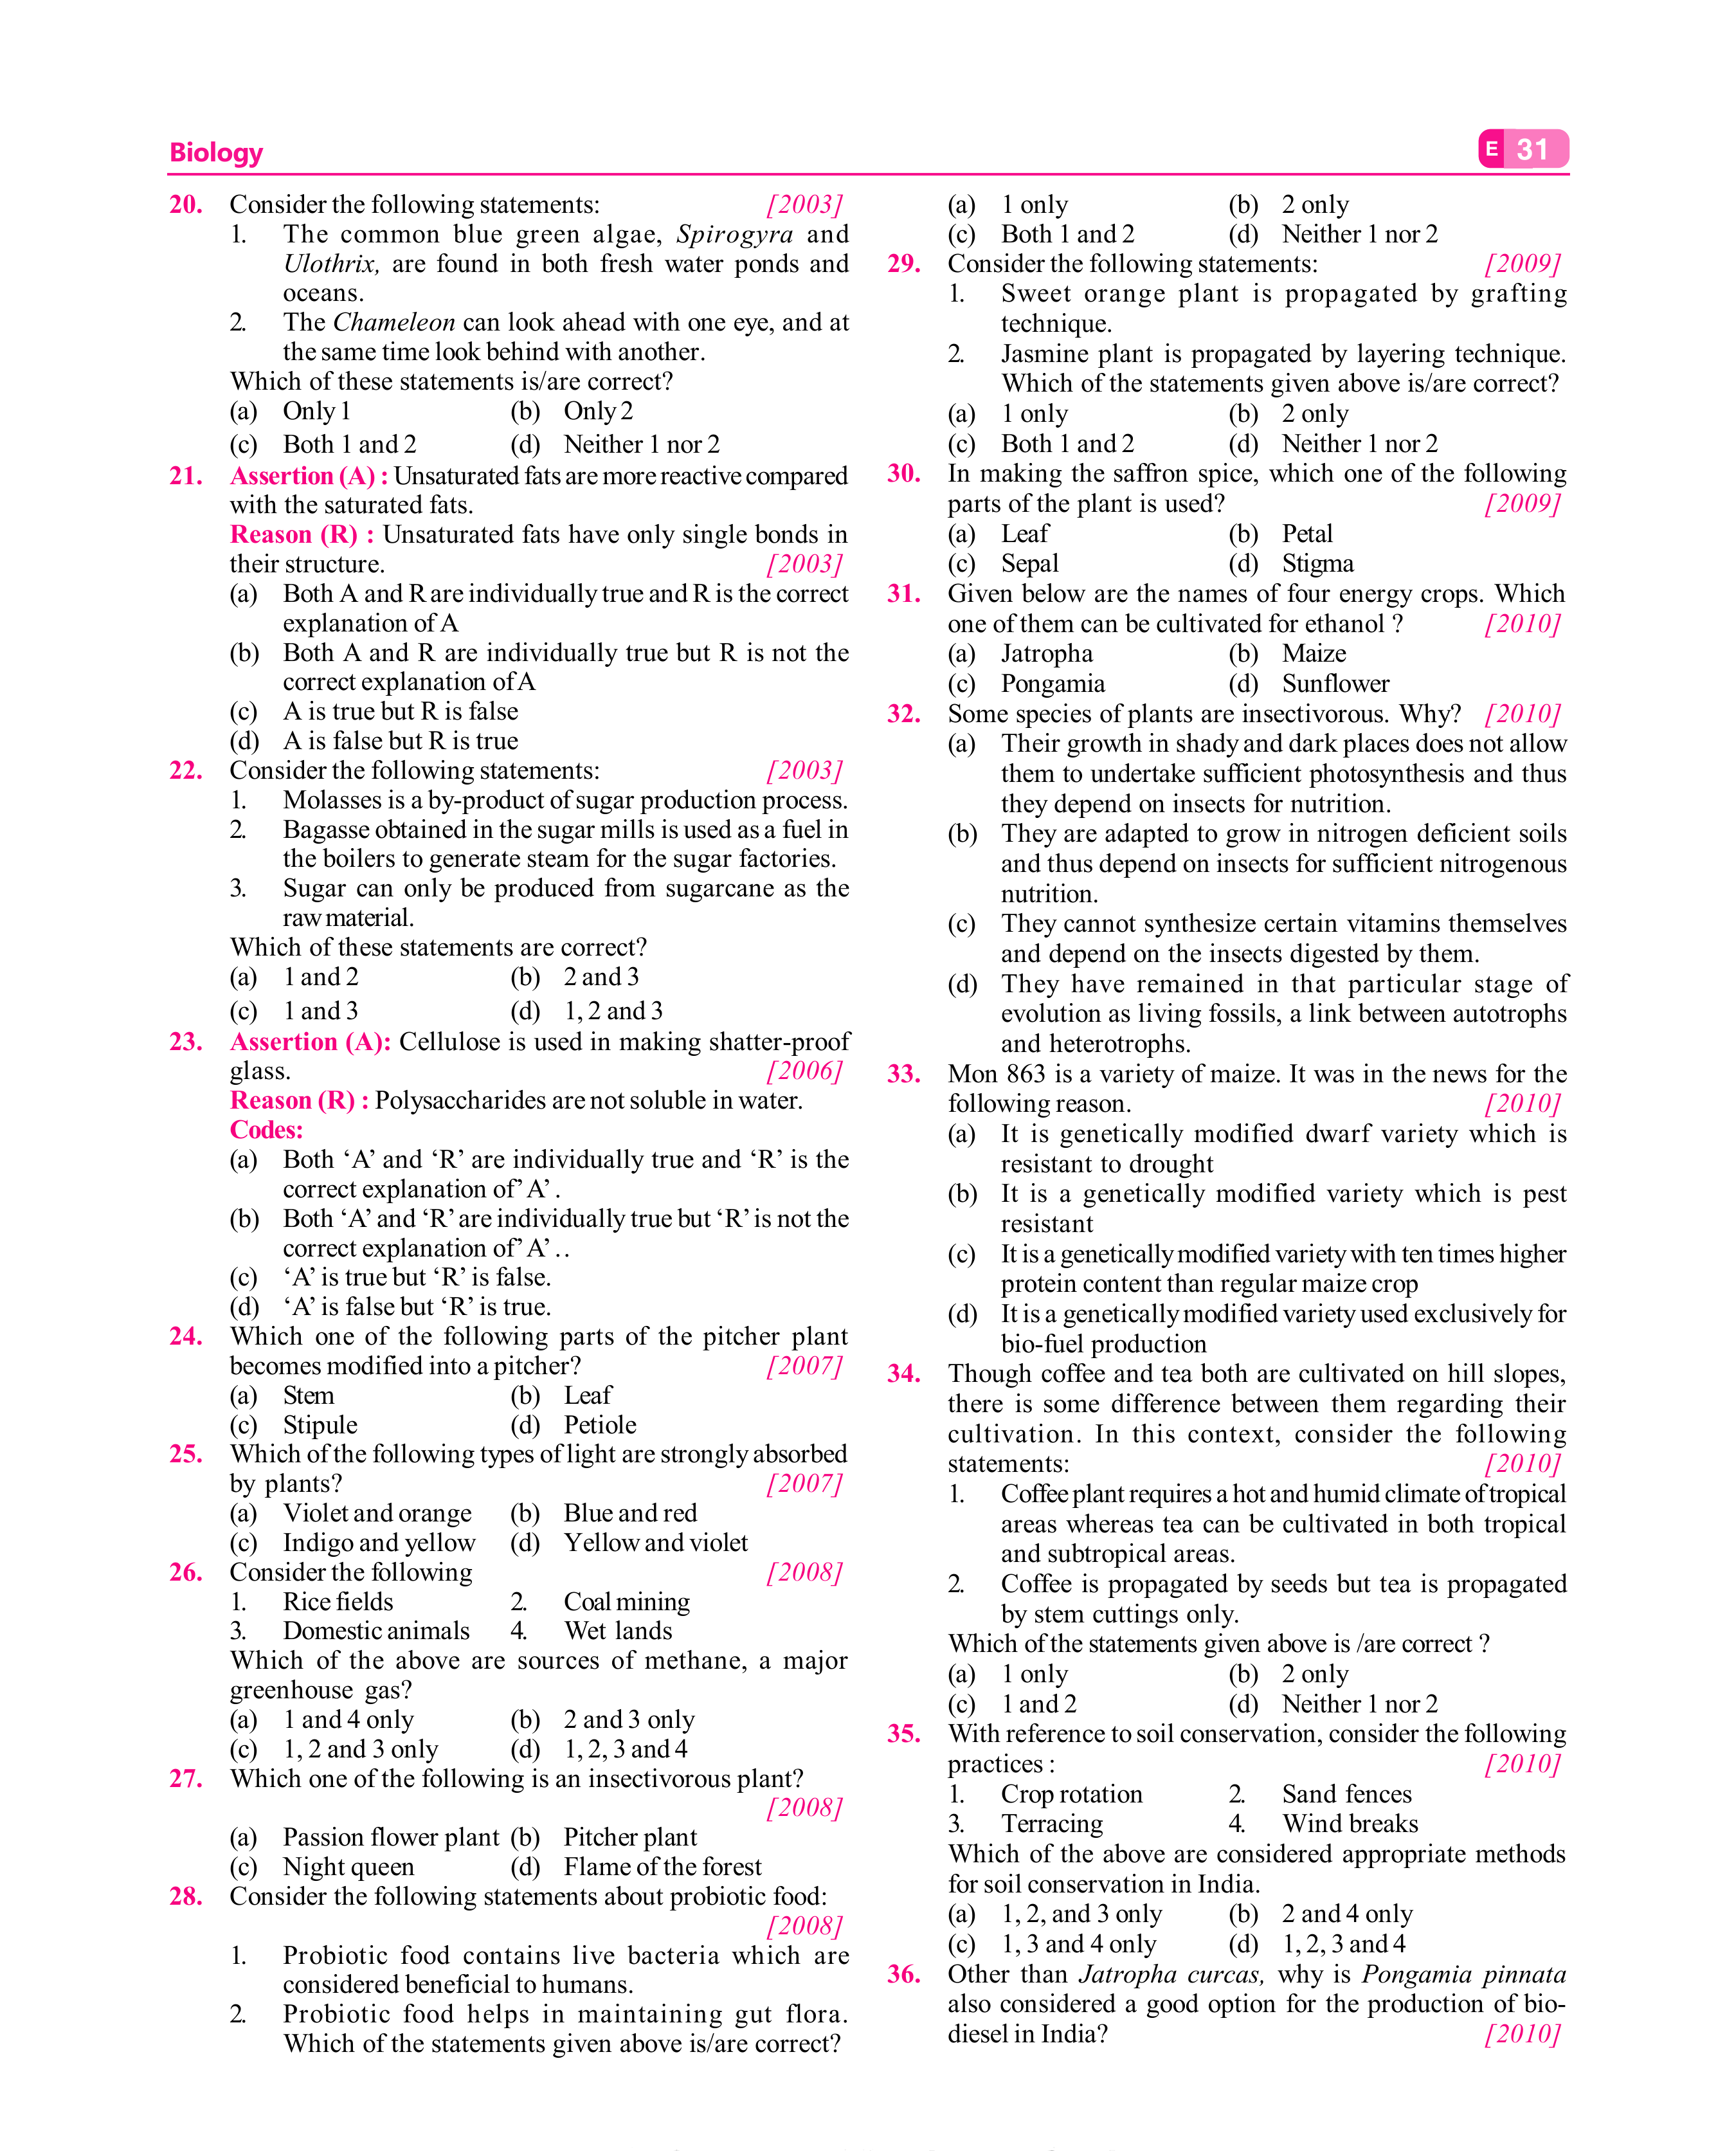 Biology
E 31
20. Consider the following statements: [2003]
1. The common blue green algae, Spirogyra and
Ulothrix, are found in both fresh water ponds and
oceans.
2. The Chameleon can look ahead with one eye, and at
the same time look behind with another.
Which of these statements is/are correct?
(a) Only 1 (b) Only 2
(c) Both 1 and 2 (d) Neither 1 nor 2
21. Assertion (A) : Unsaturated fats are more reactive compared
with the saturated fats.
Reason (R) : Unsaturated fats have only single bonds in
their structure. [2003]
(a) Both A and R are individually true and R is the correct
explanation of A
(b) Both A and R are individually true but R is not the
correct explanation of A
(c) A is true but R is false
(d) A is false but R is true
22. Consider the following statements: [2003]
1. Molasses is a by-product of sugar production process.
2. Bagasse obtained in the sugar mills is used as a fuel in
the boilers to generate steam for the sugar factories.
3. Sugar can only be produced from sugarcane as the
raw material.
Which of these statements are correct?
(a) 1 and 2 (b) 2 and 3
(c) 1 and 3 (d) 1, 2 and 3
23. Assertion (A): Cellulose is used in making shatter-proof
glass. [2006]
Reason (R) : Polysaccharides are not soluble in water.
Codes:
(a) Both ‘A’ and ‘R’ are individually true and ‘R’ is the
correct explanation of’ A’ .
(b) Both ‘A’ and ‘R’ are individually true but ‘R’ is not the
correct explanation of’ A’ . .
(c) ‘A’ is true but ‘R’ is false.
(d) ‘A’ is false but ‘R’ is true.
24. Which one of the following parts of the pitcher plant
becomes modified into a pitcher? [2007]
(a) Stem (b) Leaf
(c) Stipule (d) Petiole
25. Which of the following types of light are strongly absorbed
by plants? [2007]
(a) Violet and orange (b) Blue and red
(c) Indigo and yellow (d) Yellow and violet
26. Consider the following [2008]
1. Rice fields 2. Coal mining
3. Domestic animals 4. Wet lands
Which of the above are sources of methane, a major
greenhouse gas?
(a) 1 and 4 only (b) 2 and 3 only
(c) 1, 2 and 3 only (d) 1, 2, 3 and 4
27. Which one of the following is an insectivorous plant?
[2008]
(a) Passion flower plant (b) Pitcher plant
(c) Night queen (d) Flame of the forest
28. Consider the following statements about probiotic food:
[2008]
1. Probiotic food contains live bacteria which are
considered beneficial to humans.
2. Probiotic food helps in maintaining gut flora.
Which of the statements given above is/are correct?
(a) 1 only (b) 2 only
(c) Both 1 and 2 (d) Neither 1 nor 2
29. Consider the following statements: [2009]
1. Sweet orange plant is propagated by grafting
technique.
2. Jasmine plant is propagated by layering technique.
Which of the statements given above is/are correct?
(a) 1 only (b) 2 only
(c) Both 1 and 2 (d) Neither 1 nor 2
30. In making the saffron spice, which one of the following
parts of the plant is used? [2009]
(a) Leaf (b) Petal
(c) Sepal (d) Stigma
31. Given below are the names of four energy crops. Which
one of them can be cultivated for ethanol ? [2010]
(a) Jatropha (b) Maize
(c) Pongamia (d) Sunflower
32. Some species of plants are insectivorous. Why? [2010]
(a) Their growth in shady and dark places does not allow
them to undertake sufficient photosynthesis and thus
they depend on insects for nutrition.
(b) They are adapted to grow in nitrogen deficient soils
and thus depend on insects for sufficient nitrogenous
nutrition.
(c) They cannot synthesize certain vitamins themselves
and depend on the insects digested by them.
(d) They have remained in that particular stage of
evolution as living fossils, a link between autotrophs
and heterotrophs.
33. Mon 863 is a variety of maize. It was in the news for the
following reason. [2010]
(a) It is genetically modified dwarf variety which is
resistant to drought
(b) It is a genetically modified variety which is pest
resistant
(c) It is a genetically modified variety with ten times higher
protein content than regular maize crop
(d) It is a genetically modified variety used exclusively for
bio-fuel production
34. Though coffee and tea both are cultivated on hill slopes,
there is some difference between them regarding their
cultivation. In this context, consider the following
statements: [2010]
1. Coffee plant requires a hot and humid climate of tropical
areas whereas tea can be cultivated in both tropical
and subtropical areas.
2. Coffee is propagated by seeds but tea is propagated
by stem cuttings only.
Which of the statements given above is /are correct ?
(a) 1 only (b) 2 only
(c) 1 and 2 (d) Neither 1 nor 2
35. With reference to soil conservation, consider the following
practices : [2010]
1. Crop rotation 2. Sand fences
3. Terracing 4. Wind breaks
Which of the above are considered appropriate methods
for soil conservation in India.
(a) 1, 2, and 3 only (b) 2 and 4 only
(c) 1, 3 and 4 only (d) 1, 2, 3 and 4
36. Other than Jatropha curcas, why is Pongamia pinnata
also considered a good option for the production of bio-
diesel in India? [2010]